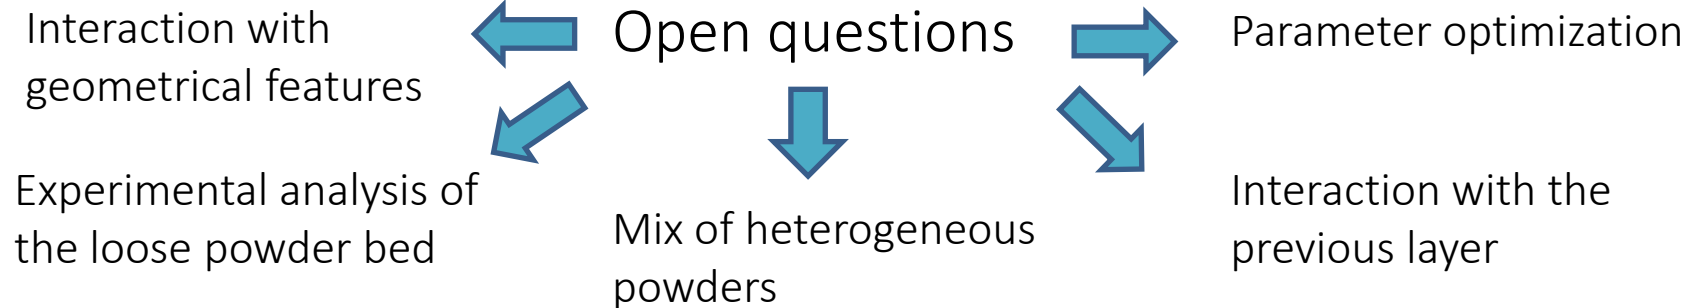 Open questions
Interaction with
geometrical features
Parameter optimization
Experimental analysis of
the loose powder bed
Mix of heterogeneous
powders
Interaction with the
previous layer